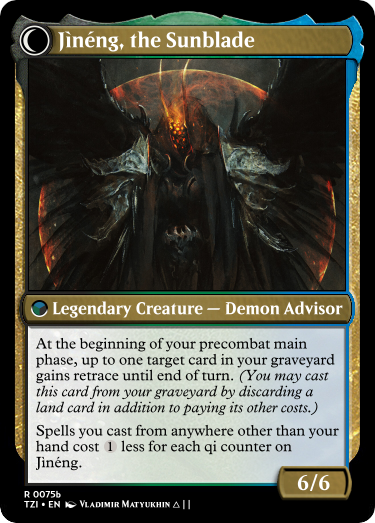 Jìnéng, the Sunblade
Legendary Creature — Demon Advisor
At the beginning of your precombat main
phase, up to one target card in your graveyard
gains retrace until end of turn. (You may cast
this card from your graveyard by discarding a
land card in addition to paying its other costs.)
Spells you cast from anywhere other than your
hand cost 1 less for each qi counter on
Jìnéng.
6/6
R 0075b
TZI • EN Vladimir Matyukhin △ ||